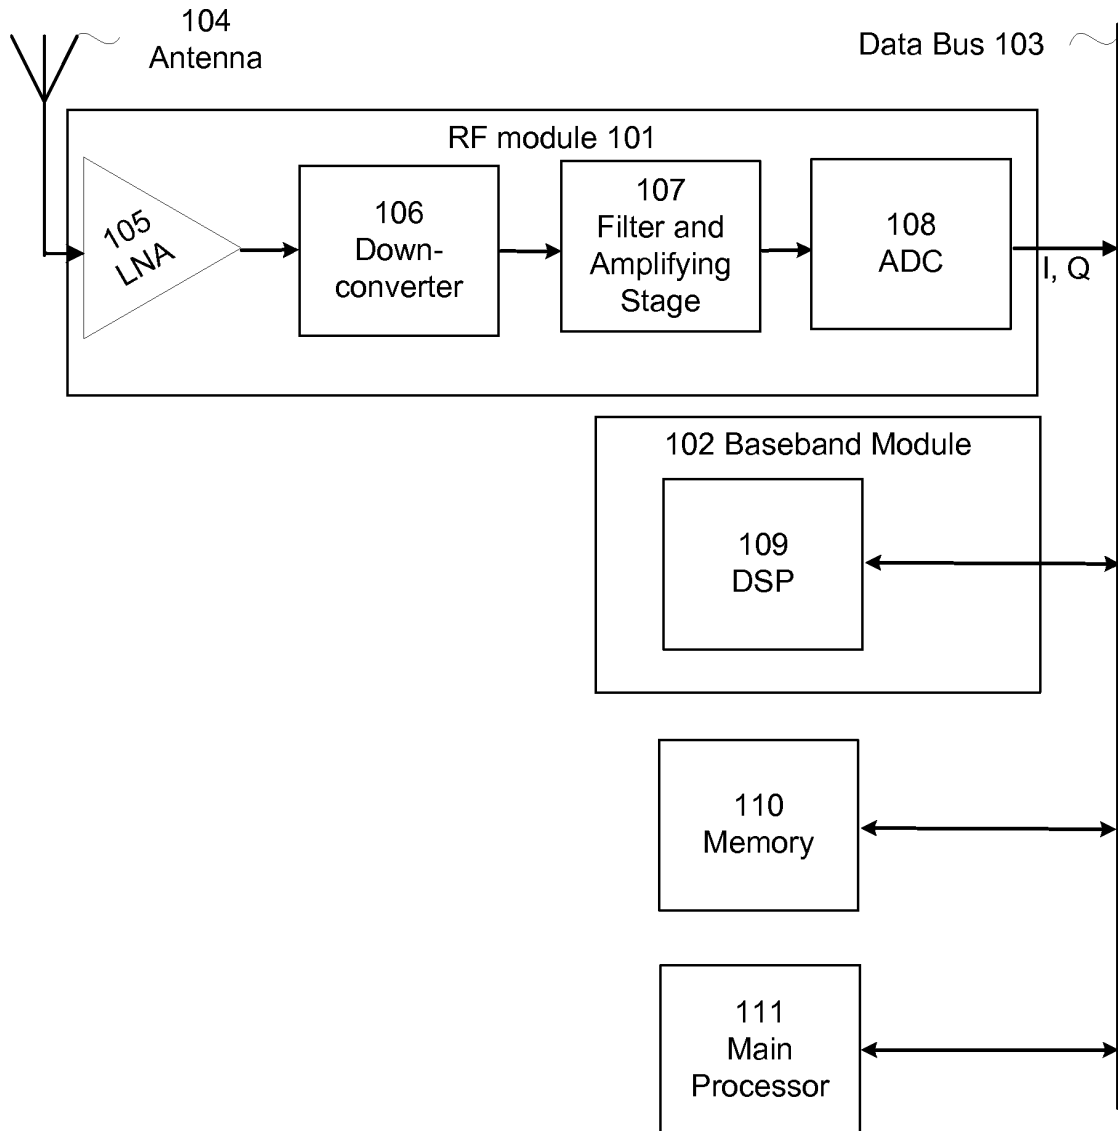 104
Antenna
Data Bus 103
RF module 101
105
LNA
106
Down-
converter
107
Filter and
Amplifying
Stage
108
ADC
I, Q
102 Baseband Module
109
DSP
110
Memory
111
Main
Processor